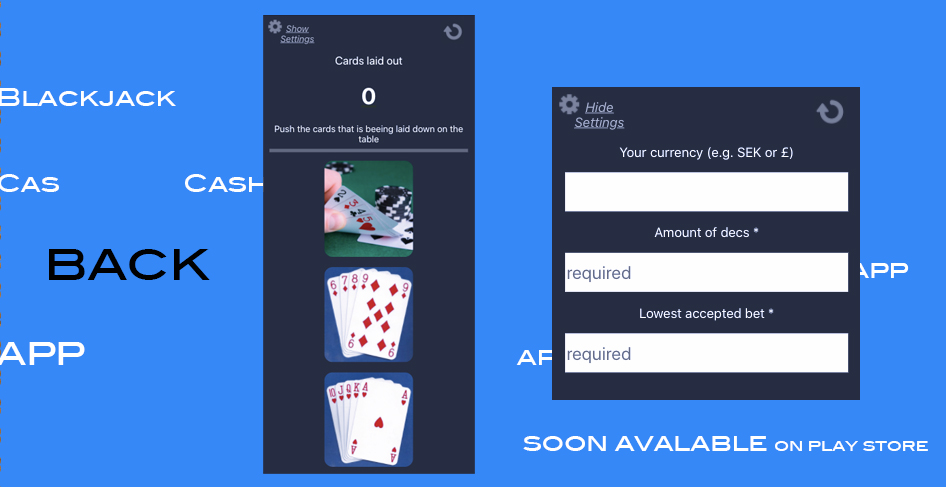 Blackjack
Cas
Cash
BACK
APP
Show
Settings
Cards laid out
0
Push the cards that is beeing laid down on the
table
Hide
Settings
Your currency (e.g. SEK or £)
Amount of decs *
required
Lowest accepted bet *
required
APP
AP
SOON AVALABLE ON PLAY STORE